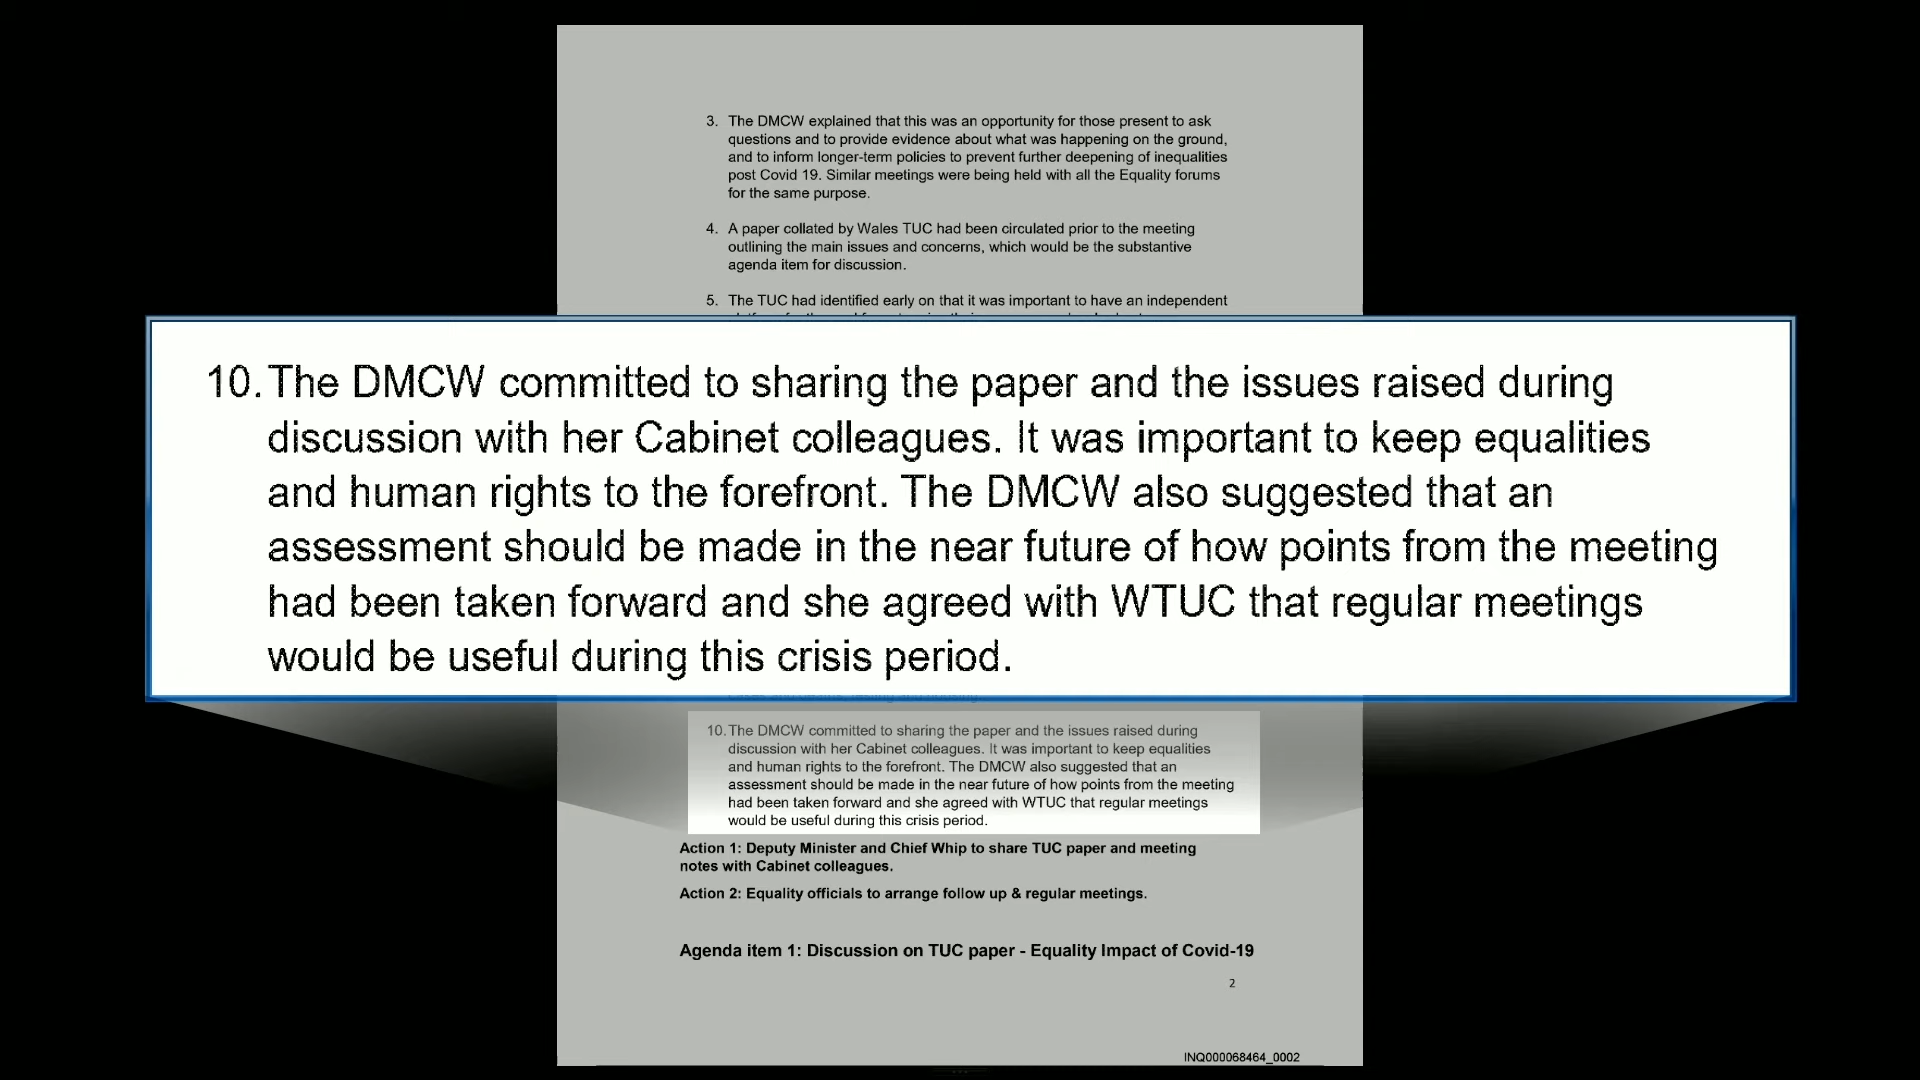 3. The DMCW explained that this was an opportunity for those present to ask
questions and to provide evidence about what was happening on the ground,
and to inform longer-term policies to prevent further deepening of inequalities
post Covid 19. Similar meetings were being held with all the Equality forums
for the same purpose.
4. A paper collated by Wales TUC had been circulated prior to the meeting
outlining the main issues and concerns, which would be the substantive
agenda item for discussion.
5. The TUC had identified early on that it was important to have an independent
10. The DMCW committed to sharing the paper and the issues raised during
discussion with her Cabinet colleagues. It was important to keep equalities
and human rights to the forefront. The DMCW also suggested that an
assessment should be made in the near future of how points from the meeting
had been taken forward and she agreed with WTUC that regular meetings
would be useful during this crisis period.
10. The DMCW committed to sharing the paper and the issues raised during
discussion with her Cabinet colleagues. It was important to keep equalities
and human rights to the forefront. The DMCW also suggested that an
assessment should be made in the near future of how points from the meeting
had been taken forward and she agreed with WTUC that regular meetings
would be useful during this crisis period.
Action 1: Deputy Minister and Chief Whip to share TUC paper and meeting
notes with Cabinet colleagues.
Action 2: Equality officials to arrange follow up & regular meetings.
Agenda item 1: Discussion on TUC paper - Equality Impact of Covid-19
2
INQ000068464_0002